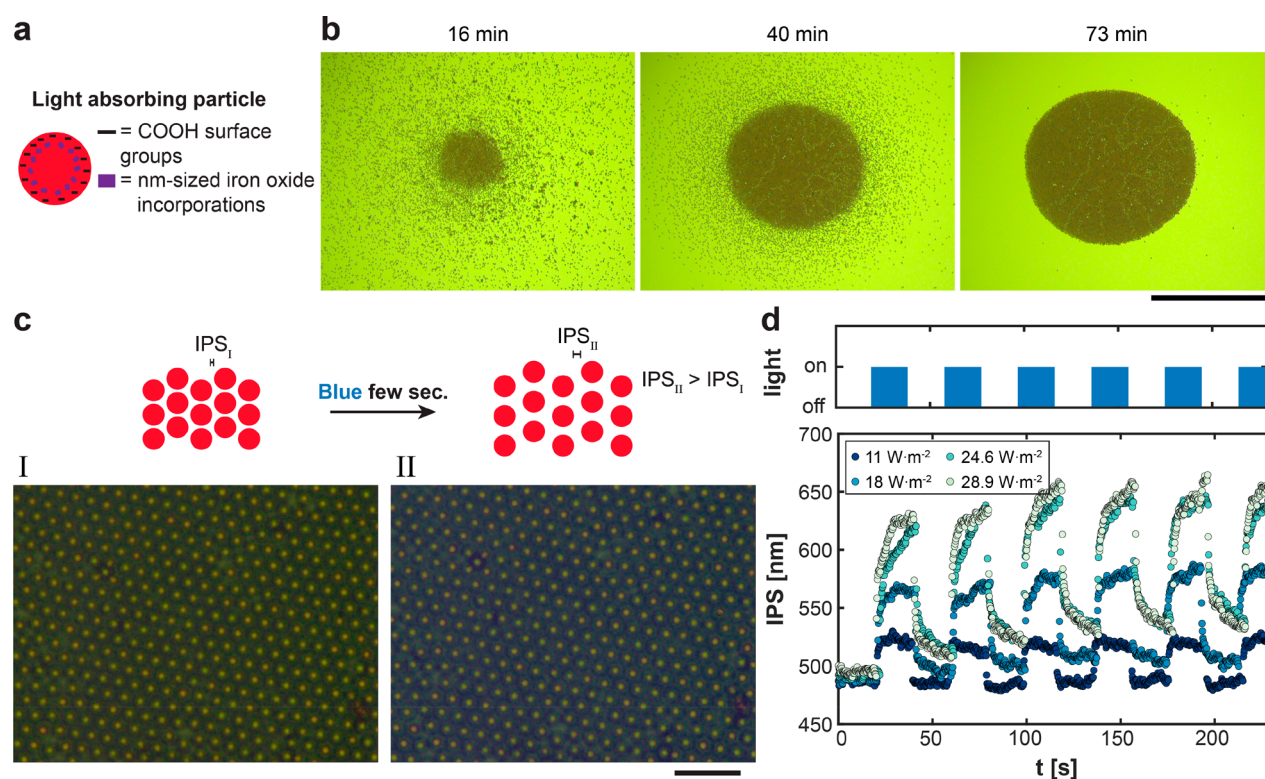 a
Light absorbing particle
= COOH surface
groups
= nm-sized iron oxide
incorporations
b
16 min
40 min
73 min
c
IPS_I
Blue few sec.
IPS_II
IPS_II > IPS_I
I
II
d
light
on
off
700
650
600
550
500
450
IPS [nm]
11 W·m⁻²
24.6 W·m⁻²
18 W·m⁻²
28.9 W·m⁻²
0
50
100
150
200
t [s]